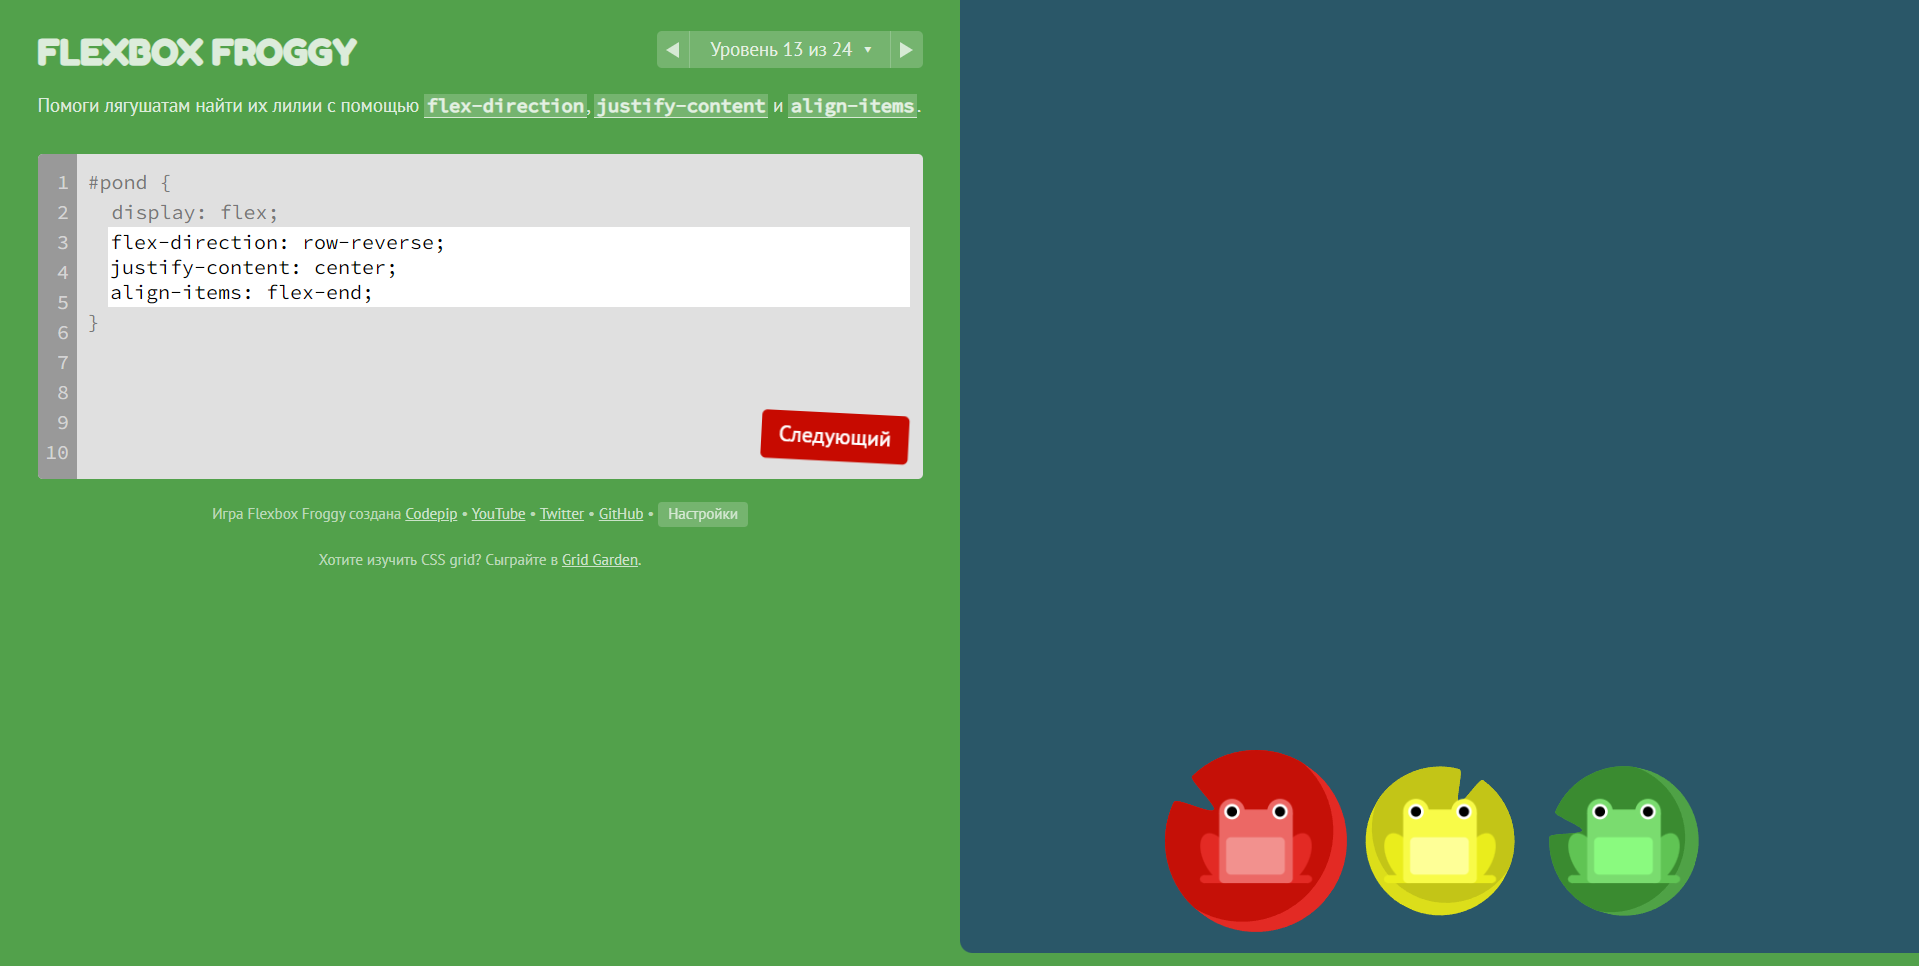 FLEXBOX FROGGY
Уровень 13 из 24
Помоги лягушатам найти их лилии с помощью flex-direction, justify-content и align-items.
1 #pond {
2 display: flex;
3 flex-direction: row-reverse;
4 justify-content: center;
5 align-items: flex-end;
6 }
7
8
9
10
Следующий
Игра Flexbox Froggy создана Codepip • YouTube • Twitter • GitHub • Настройки
Хотите изучить CSS grid? Сыграйте в Grid Garden.